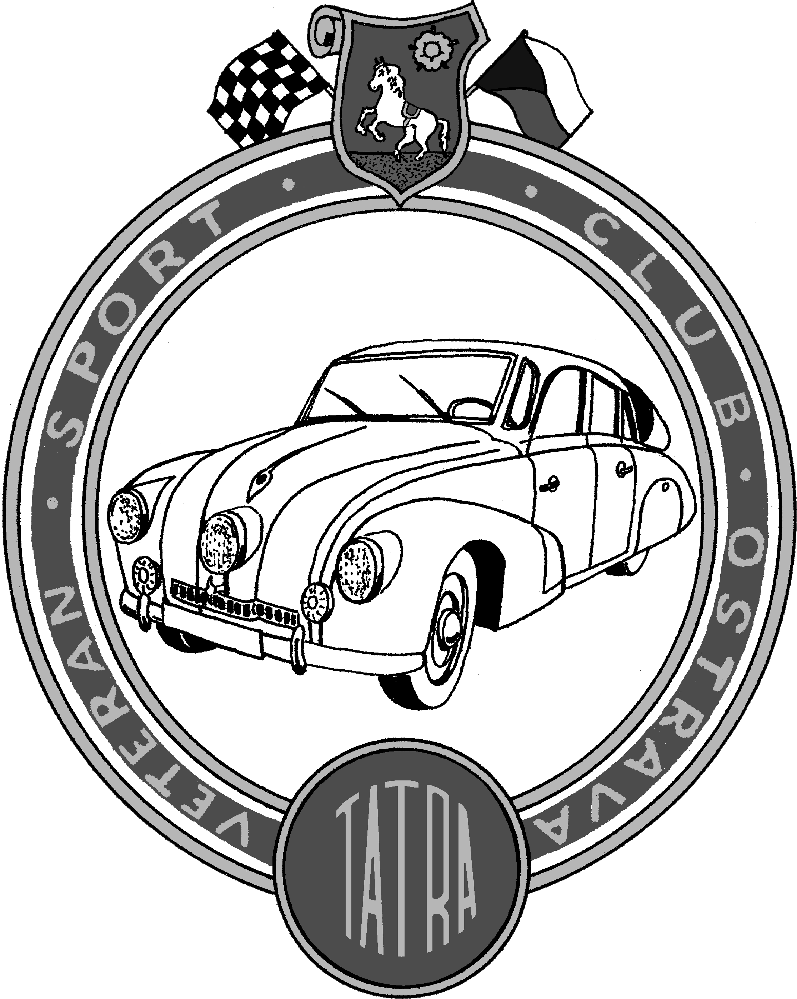 VETERAN · SPORT · · CLUB · OSTRAVA
TATRA